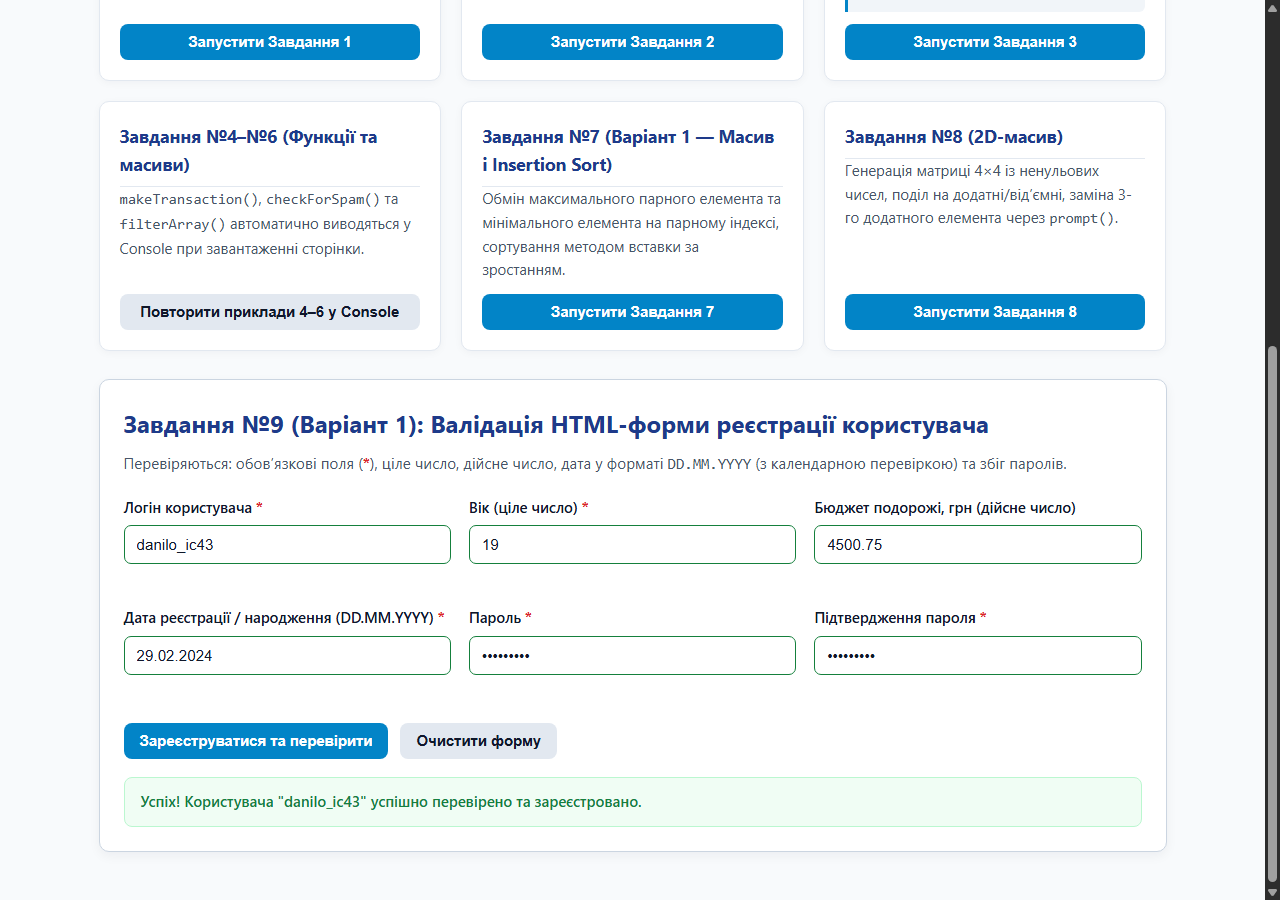 Запустити Завдання 1
Запустити Завдання 2
Запустити Завдання 3
Завдання №4–№6 (Функції та
масиви)
makeTransaction(), checkForSpam() та
filterArray() автоматично виводяться у
Console при завантаженні сторінки.
Повторити приклади 4–6 у Console
Завдання №7 (Варіант 1 — Масив
і Insertion Sort)
Обмін максимального парного елемента та
мінімального елемента на парному індексі,
сортування методом вставки за
зростанням.
Запустити Завдання 7
Завдання №8 (2D-масив)
Генерація матриці 4×4 із ненульових
чисел, поділ на додатні/від’ємні, заміна 3-
го додатного елемента через prompt().
Запустити Завдання 8
Завдання №9 (Варіант 1): Валідація HTML-форми реєстрації користувача
Перевіряються: обов’язкові поля (*), ціле число, дійсне число, дата у форматі DD.MM.YYYY (з календарною перевіркою) та збіг паролів.
Логін користувача *
danilo_ic43
Вік (ціле число) *
19
Бюджет подорожі, грн (дійсне число)
4500.75
Дата реєстрації / народження (DD.MM.YYYY) *
29.02.2024
Пароль *
•••••••••
Підтвердження пароля *
•••••••••
Зареєструватися та перевірити
Очистити форму
Успіх! Користувача "danilo_ic43" успішно перевірено та зареєстровано.